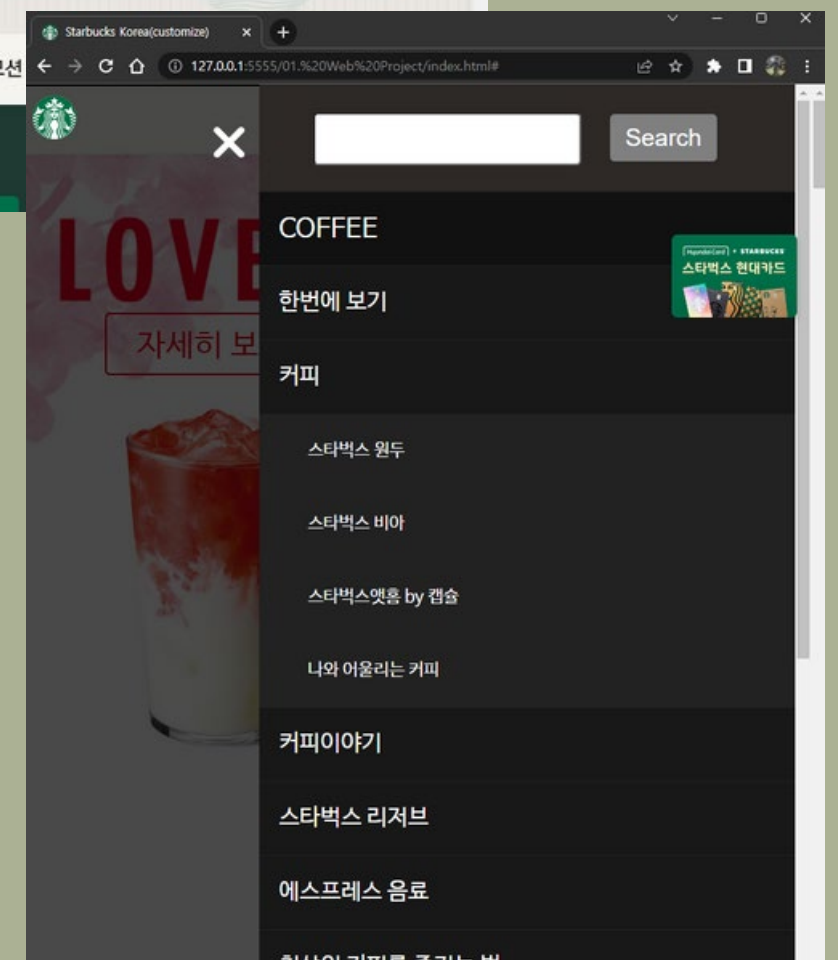 Starbucks Korea(customize)
127.0.0.1:5555/01.%20Web%20Project/index.html#
모션
Search
LOVE
자세히 보
COFFEE
HyundaiCard + STARBUCKS
스타벅스 현대카드
한번에 보기
커피
스타벅스 원두
스타벅스 비아
스타벅스앳홈 by 캡슐
나와 어울리는 커피
커피이야기
스타벅스 리저브
에스프레스 음료